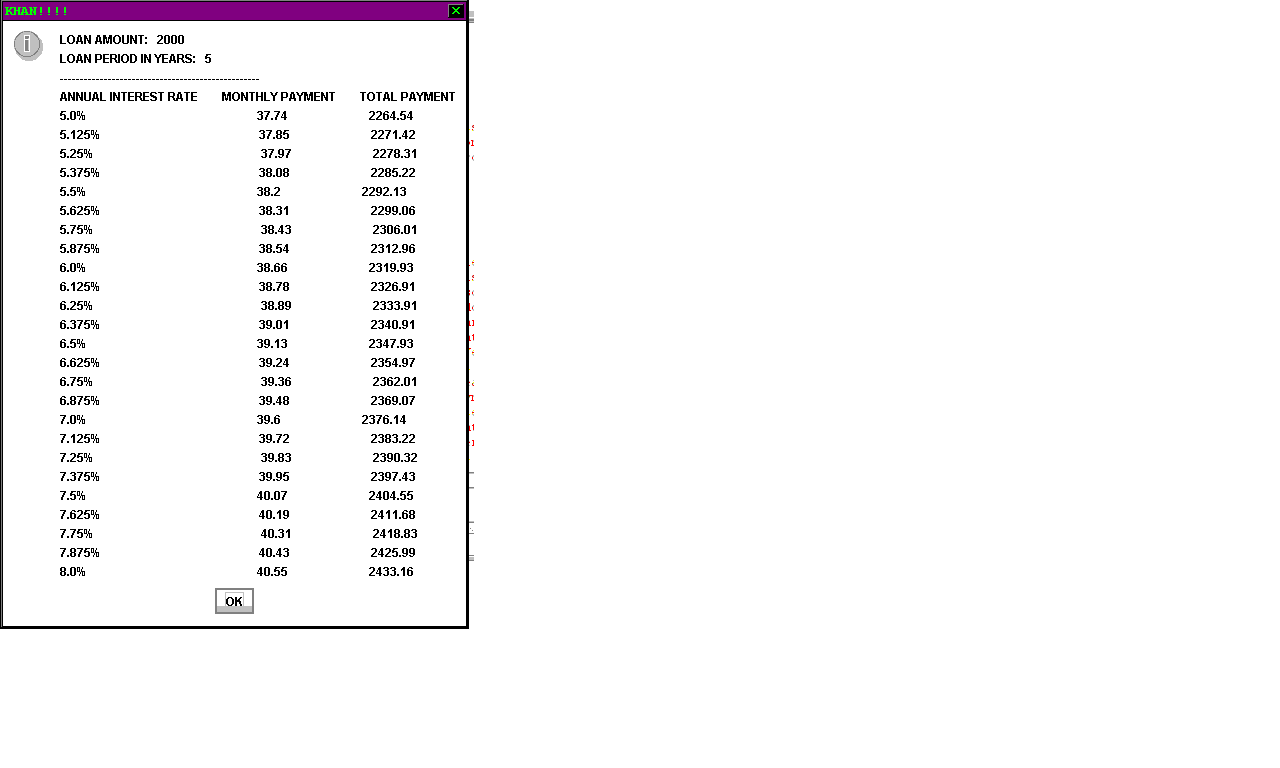 KHAN!!!!
LOAN AMOUNT: 2000
LOAN PERIOD IN YEARS: 5
--------------------------------------------------
ANNUAL INTEREST RATE MONTHLY PAYMENT TOTAL PAYMENT
5.0% 37.74 2264.54
5.125% 37.85 2271.42
5.25% 37.97 2278.31
5.375% 38.08 2285.22
5.5% 38.2 2292.13
5.625% 38.31 2299.06
5.75% 38.43 2306.01
5.875% 38.54 2312.96
6.0% 38.66 2319.93
6.125% 38.78 2326.91
6.25% 38.89 2333.91
6.375% 39.01 2340.91
6.5% 39.13 2347.93
6.625% 39.24 2354.97
6.75% 39.36 2362.01
6.875% 39.48 2369.07
7.0% 39.6 2376.14
7.125% 39.72 2383.22
7.25% 39.83 2390.32
7.375% 39.95 2397.43
7.5% 40.07 2404.55
7.625% 40.19 2411.68
7.75% 40.31 2418.83
7.875% 40.43 2425.99
8.0% 40.55 2433.16
OK